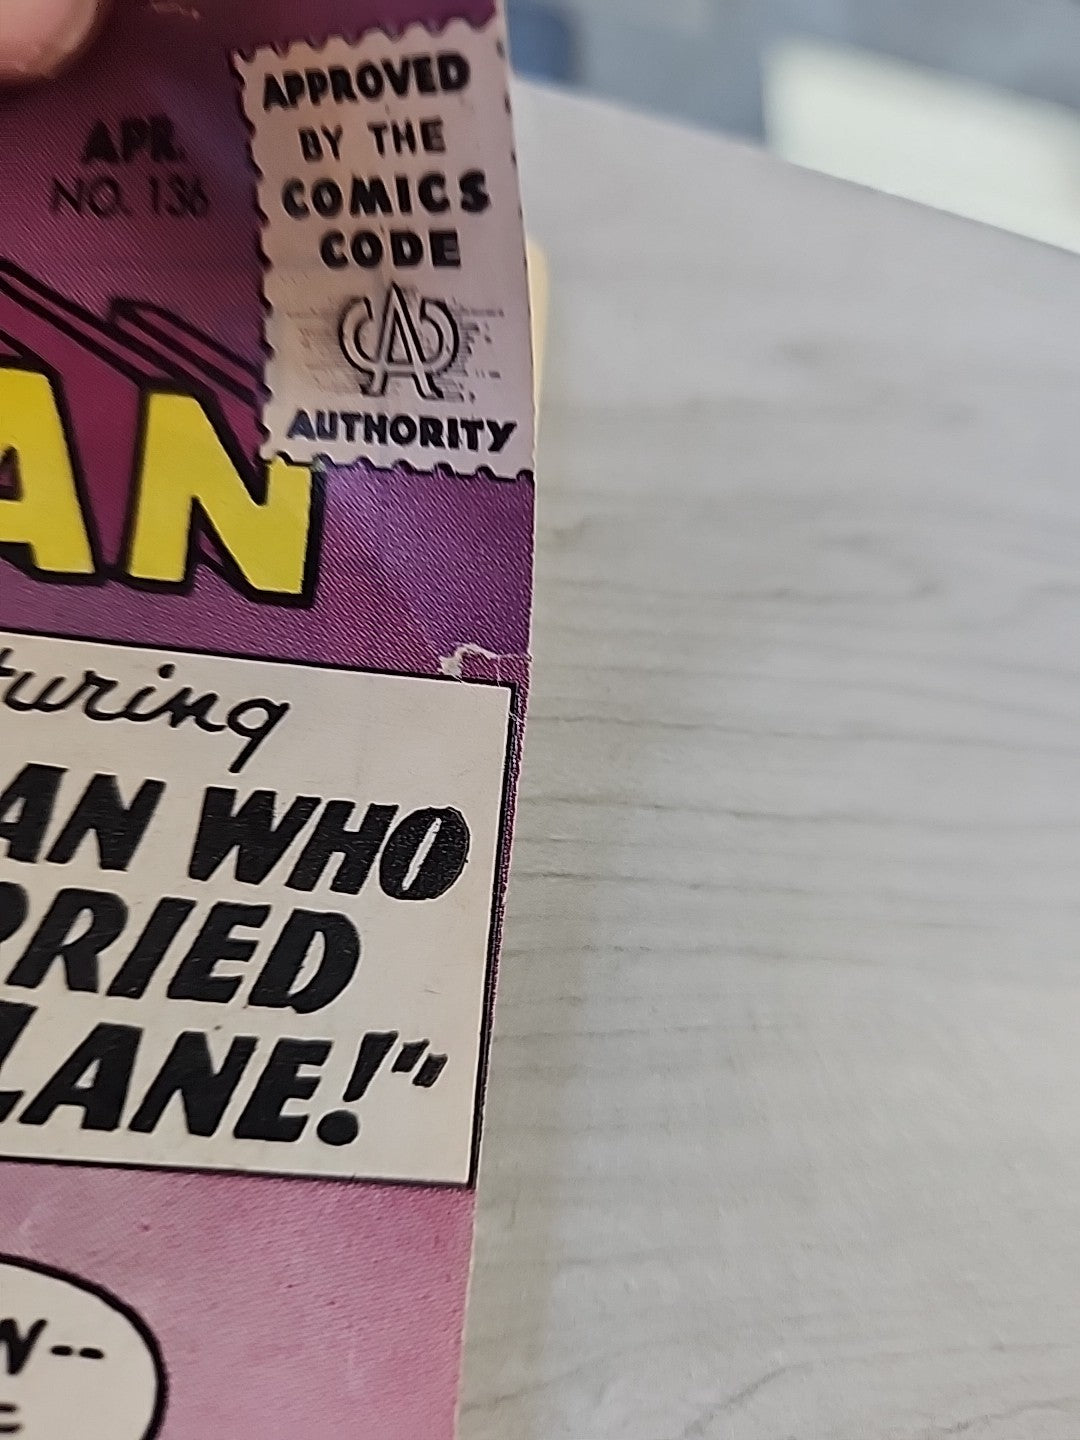 APPROVED
BY THE
COMICS
CODE
AUTHORITY
APR.
NO. 136
AN
turing
AN WHO
RRIED
LANE!"
N--